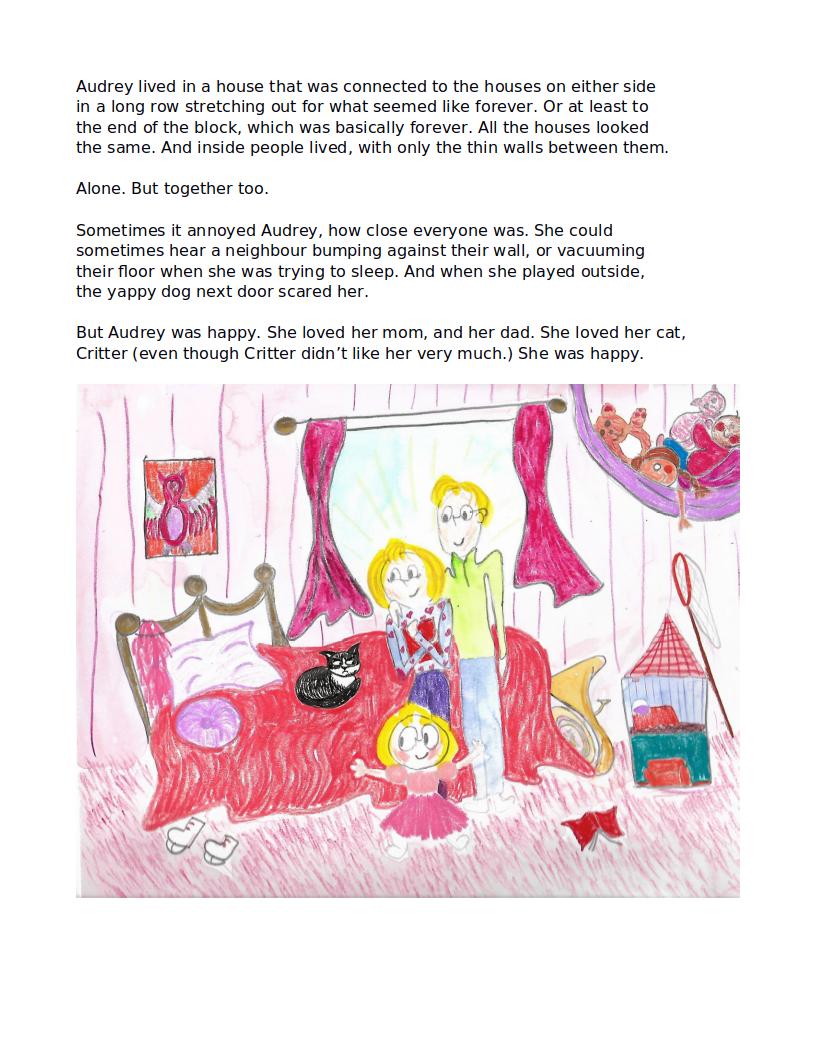 Audrey lived in a house that was connected to the houses on either side
in a long row stretching out for what seemed like forever. Or at least to
the end of the block, which was basically forever. All the houses looked
the same. And inside people lived, with only the thin walls between them.
Alone. But together too.
Sometimes it annoyed Audrey, how close everyone was. She could
sometimes hear a neighbour bumping against their wall, or vacuuming
their floor when she was trying to sleep. And when she played outside,
the yappy dog next door scared her.
But Audrey was happy. She loved her mom, and her dad. She loved her cat,
Critter (even though Critter didn’t like her very much.) She was happy.